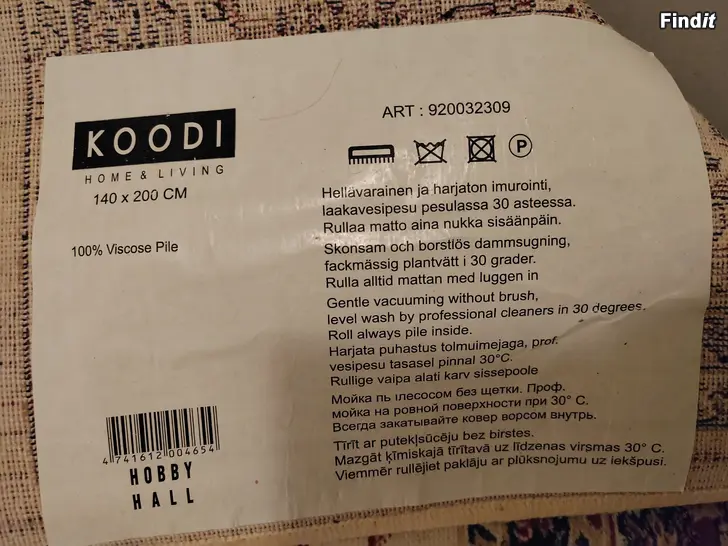 Findit
KOODI
HOME & LIVING
140 x 200 CM
100% Viscose Pile
ART : 920032309
P
Hellävarainen ja harjaton imurointi,
laakavesipesu pesulassa 30 asteessa.
Rullaa matto aina nukka sisäänpäin.
Skonsam och borstlös dammsugning,
fackmässig plantvätt i 30 grader.
Rulla alltid mattan med luggen in
Gentle vacuuming without brush,
level wash by professional cleaners in 30 degrees.
Roll always pile inside.
Harjata puhastus tolmuimejaga, prof.
vesipesu tasasel pinnal 30°C.
Rullige vaipa alati karv sissepoole
Мойка пь ілесосом без щетки. Проф.
мойка на ровной поверхности при 30° C.
Всегда закатывайте ковер ворсом внутрь.
Tīrīt ar putekļsūcēju bez birstes.
Mazgāt ķīmiskajā tīrītavā uz līdzenas virsmas 30° C.
Viemmēr rullējiet paklāju ar plūksnojumu uz iekšpusi.
4 741612 004654
HOBBY
HALL